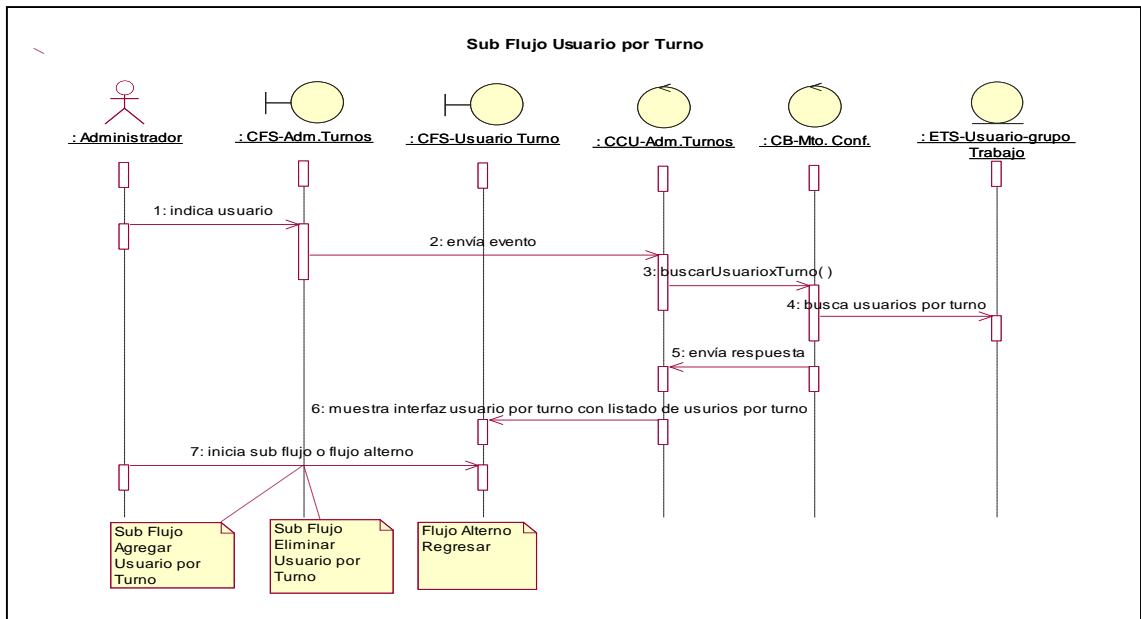 Sub Flujo Usuario por Turno
: Administrador
: CFS-Adm.Turnos
: CFS-Usuario Turno
: CCU-Adm.Turnos
: CB-Mto. Conf.
: ETS-Usuario-grupo
Trabajo
1: indica usuario
2: envía evento
3: buscarUsuarioxTurno( )
4: busca usuarios por turno
5: envía respuesta
6: muestra interfaz usuario por turno con listado de usurios por turno
7: inicia sub flujo o flujo alterno
Sub Flujo
Agregar
Usuario por
Turno
Sub Flujo
Eliminar
Usuario por
Turno
Flujo Alterno
Regresar